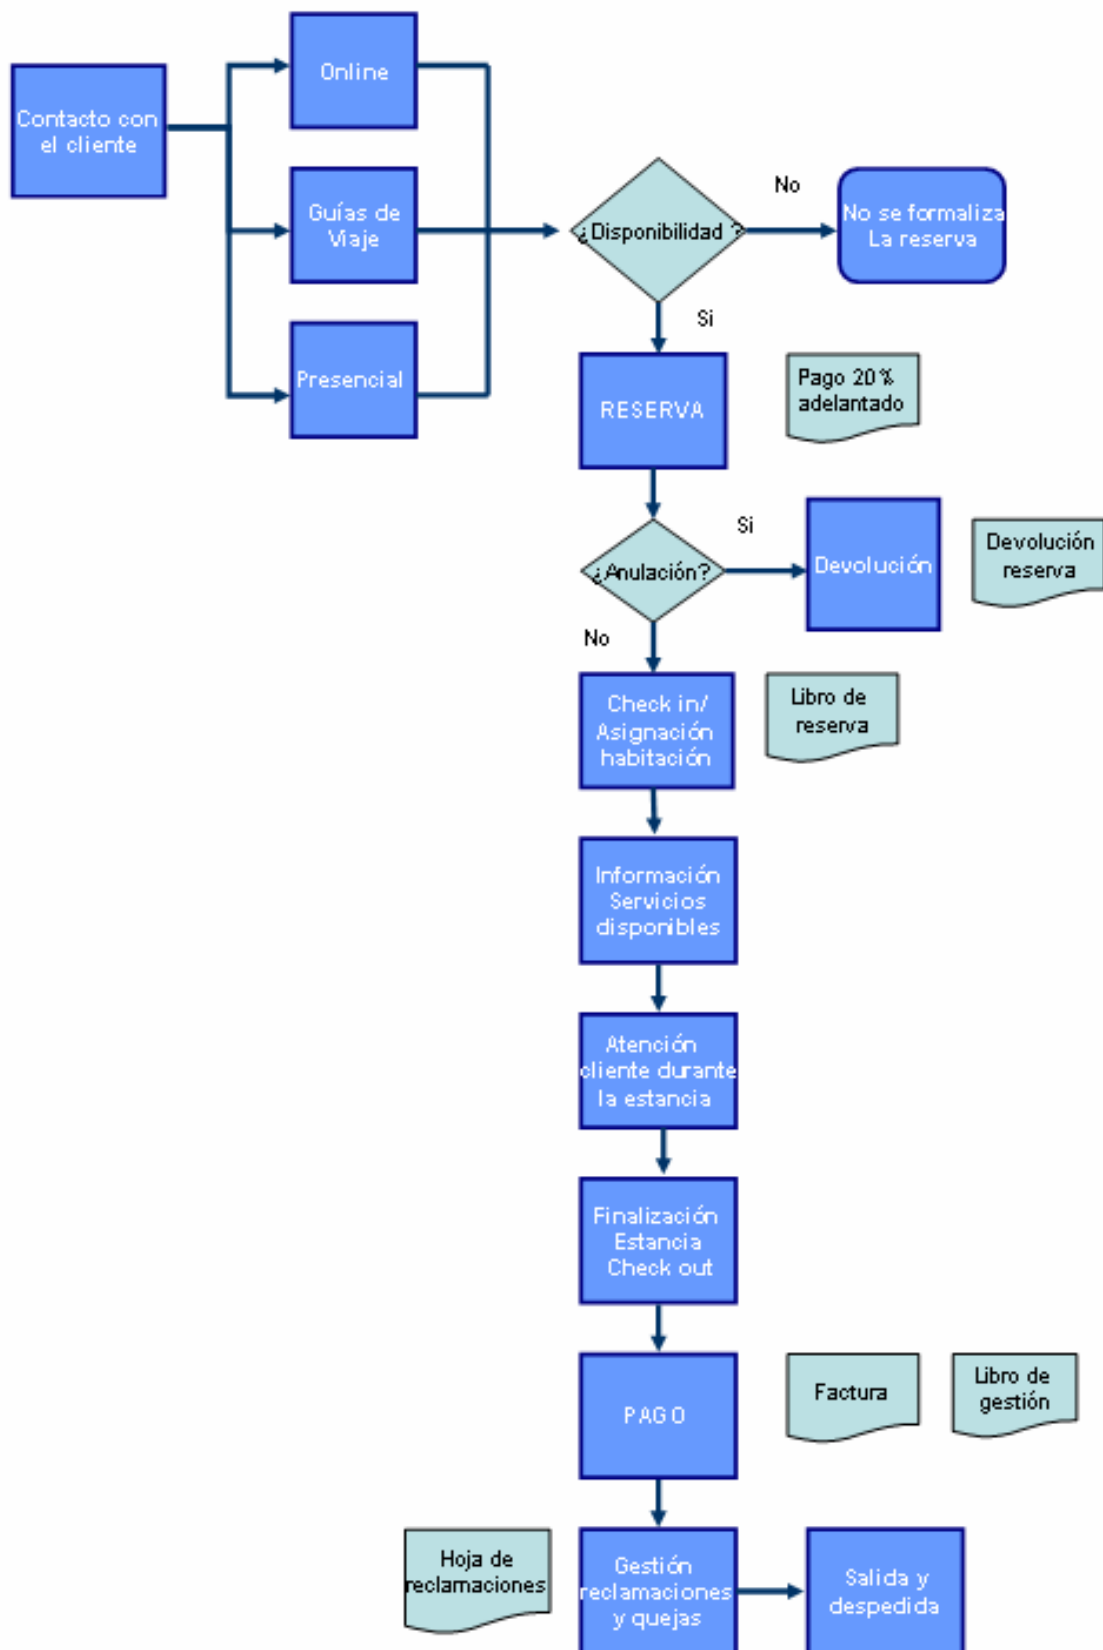 Online
Contacto con
el cliente
Guías de
Viaje
Presencial
¿Disponibilidad ?
No
No se formaliza
La reserva
Si
RESERVA
Pago 20%
adelantado
¿Anulación?
Si
Devolución
Devolución
reserva
No
Check in/
Asignación
habitación
Libro de
reserva
Información
Servicios
disponibles
Atención
cliente durante
la estancia
Finalización
Estancia
Check out
PAGO
Factura
Libro de
gestión
Hoja de
reclamaciones
Gestión
reclamaciones
y quejas
Salida y
despedida